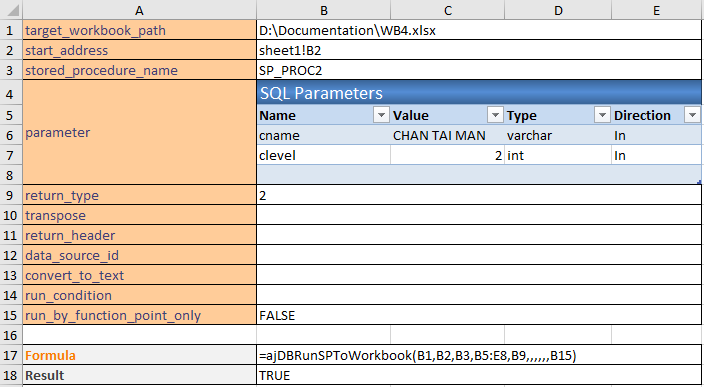 A B C D E
1 target_workbook_path D:\Documentation\WB4.xlsx
2 start_address sheet1!B2
3 stored_procedure_name SP_PROC2
4 SQL Parameters
parameter
5 Name Value Type Direction
6 cname CHAN TAI MAN varchar In
7 clevel 2 int In
8
9 return_type 2
10 transpose
11 return_header
12 data_source_id
13 convert_to_text
14 run_condition
15 run_by_function_point_only FALSE
16
17 Formula =ajDBRunSPToWorkbook(B1,B2,B3,B5:E8,B9,,,,,,B15)
18 Result TRUE